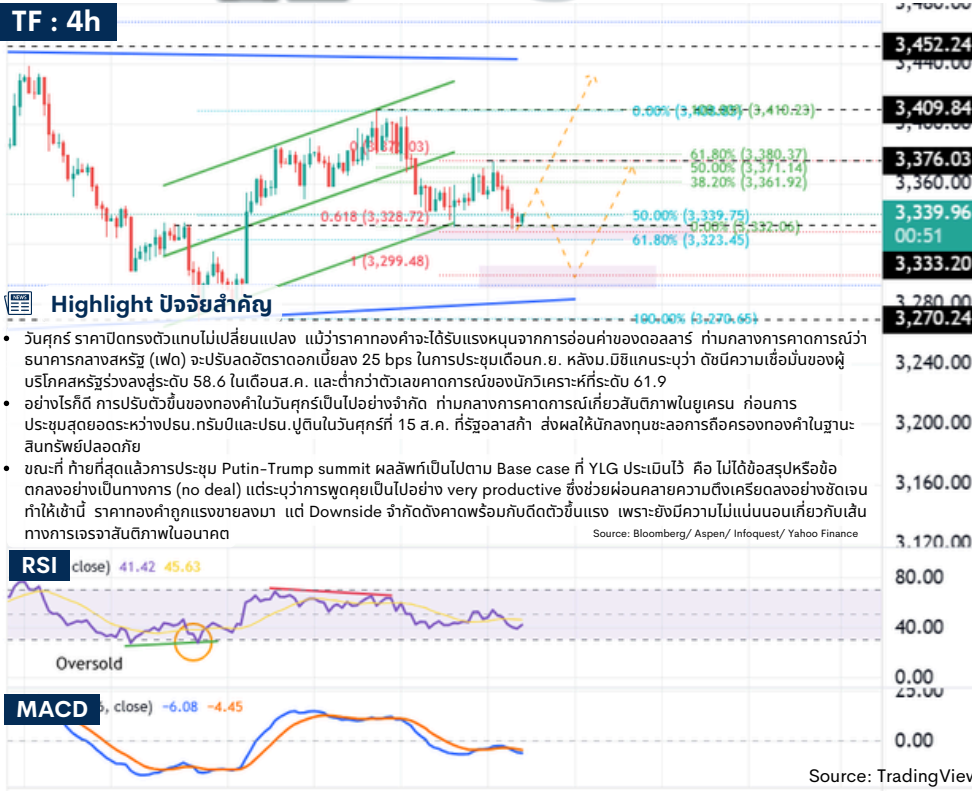 TF : 4h
3,452.24
3,440.00
0.00%
(3,410.23)
3,409.84
0
61.80% (3,380.37)
3,376.03
50.00% (3,371.14)
38.20% (3,361.92)
3,360.00
0.618 (3,328.72)
50.00% (3,339.75)
3,339.96
00:51
0.00% (3,332.06)
61.80% (3,323.45)
1 (3,299.48)
3,333.20
3,280.00
100.00% (3,270.65)
3,270.24
3,240.00
3,200.00
3,160.00
3,120.00
NEWS
Highlight ปัจจัยสำคัญ
• วันศุกร์ ราคาปิดทรงตัวแทบไม่เปลี่ยนแปลง แม้ว่าราคาทองคำจะได้รับแรงหนุนจากการอ่อนค่าของดอลลาร์ ท่ามกลางการคาดการณ์ว่า
ธนาคารกลางสหรัฐ (เฟด) จะปรับลดอัตราดอกเบี้ยลง 25 bps ในการประชุมเดือนก.ย. หลังม.มิชิแกนระบุว่า ดัชนีความเชื่อมั่นของผู้
บริโภคสหรัฐร่วงลงสู่ระดับ 58.6 ในเดือนส.ค. และต่ำกว่าตัวเลขคาดการณ์ของนักวิเคราะห์ที่ระดับ 61.9
• อย่างไรก็ดี การปรับตัวขึ้นของทองคำในวันศุกร์เป็นไปอย่างจำกัด ท่ามกลางการคาดการณ์เกี่ยวสันติภาพในยูเครน ก่อนการ
ประชุมสุดยอดระหว่างปธน.ทรัมป์และปธน.ปูตินในวันศุกร์ที่ 15 ส.ค. ที่รัฐอลาสก้า ส่งผลให้นักลงทุนชะลอการถือครองทองคำในฐานะ
สินทรัพย์ปลอดภัย
• ขณะที่ ท้ายที่สุดแล้วการประชุม Putin-Trump summit ผลลัพท์เป็นไปตาม Base case ที่ YLG ประเมินไว้ คือ ไม่ได้ข้อสรุปหรือข้อ
ตกลงอย่างเป็นทางการ (no deal) แต่ระบุว่าการพูดคุยเป็นไปอย่าง very productive ซึ่งช่วยผ่อนคลายความตึงเครียดลงอย่างชัดเจน
ทำให้เช้านี้ ราคาทองคำถูกแรงขายลงมา แต่ Downside จำกัดดังคาดพร้อมกับดีดตัวขึ้นแรง เพราะยังมีความไม่แน่นอนเกี่ยวกับเส้น
ทางการเจรจาสันติภาพในอนาคต
Source: Bloomberg/ Aspen/ Infoquest/ Yahoo Finance
RSI close) 41.42 45.63
80.00
40.00
Oversold
0.00
MACD , close) -6.08 -4.45
25.00
0.00
Source: TradingView